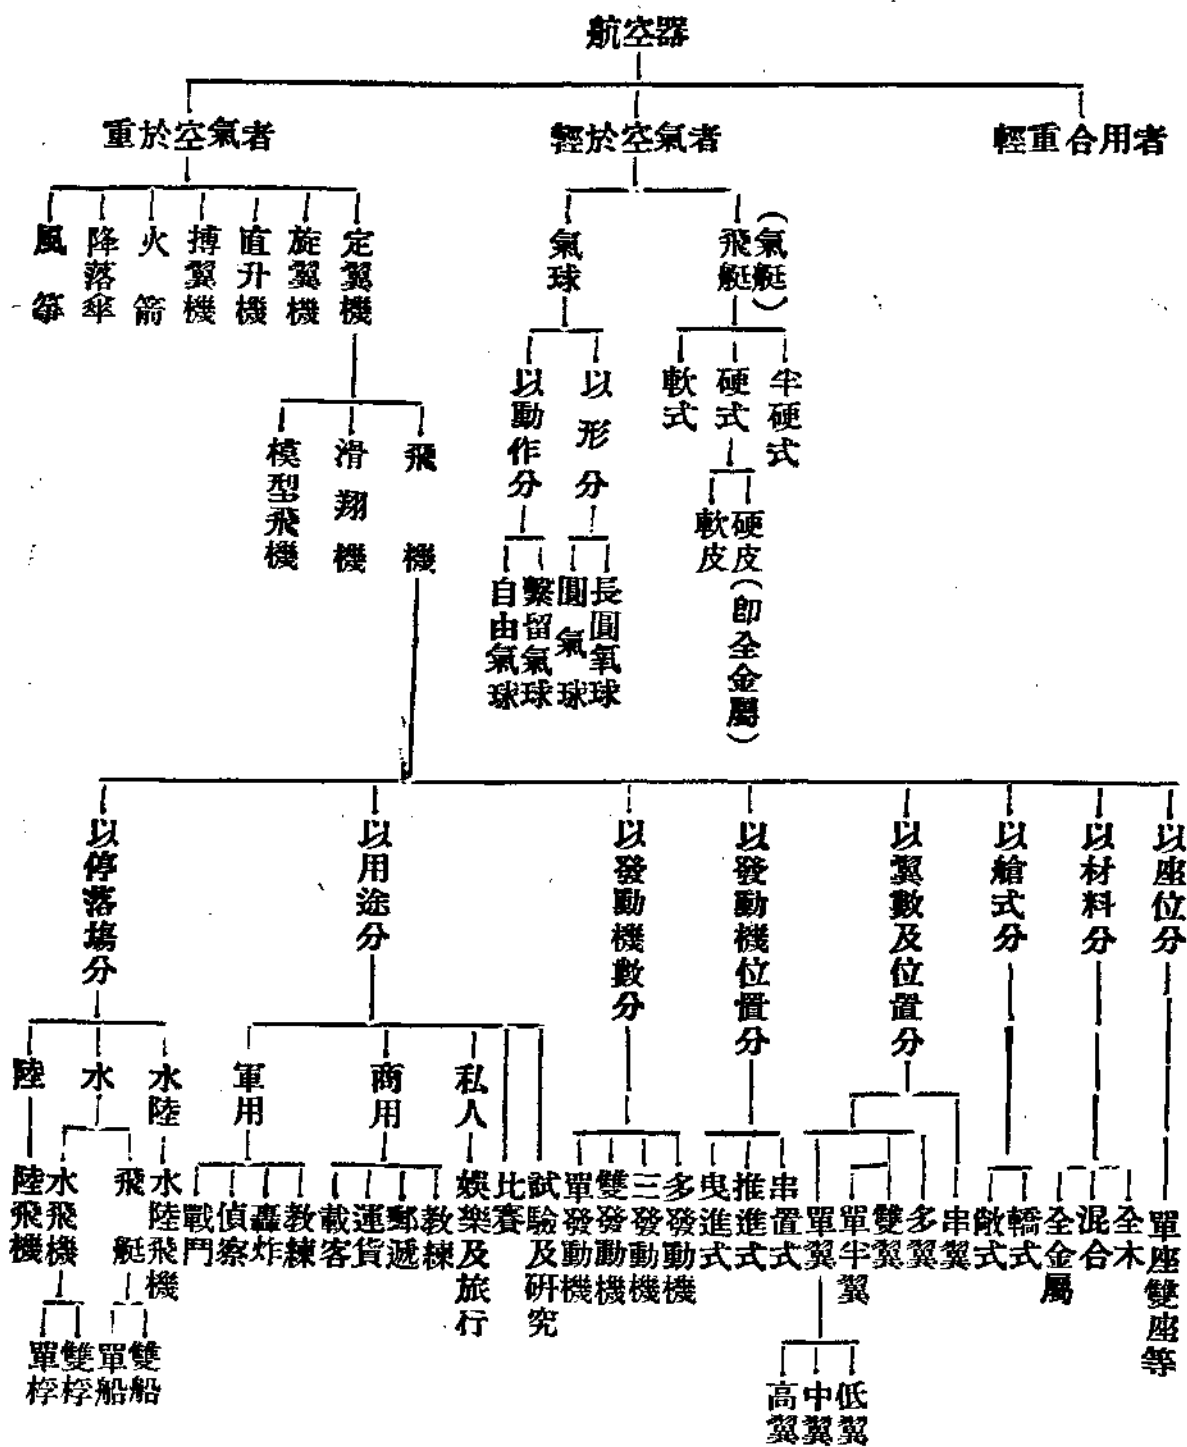 航空器
重於空氣者
輕於空氣者
輕重合用者
風箏
降落傘
火箭
搏翼機
直升機
旋翼機
定翼機
氣球
飛艇
(氣艇)
模型飛機
滑翔機
飛機
以動作分
以形分
軟式
硬式
半硬式
自由氣球
繫留氣球
圓氣球
長圓氧球
軟皮
硬皮(即全金屬)
以停落塲分
以用途分
以發動機數分
以發動機位置分
以翼數及位置分
以艙式分
以材料分
以座位分
陸
水
水陸
軍用
商用
私人
陸飛機
水飛機
飛艇
水陸飛機
戰鬥
偵察
轟炸
教練
載客
運貨
郵遞
教練
娛樂及旅行
比賽
試驗及研究
單發動機
雙發動機
三發動機
多發動機
曳進式
推進式
串置式
單翼
單半翼
雙翼
多翼
串翼
敞式
轎式
全金屬
混合
全木
單座雙座等
單桴
雙桴
單船
雙船
高翼
中翼
低翼